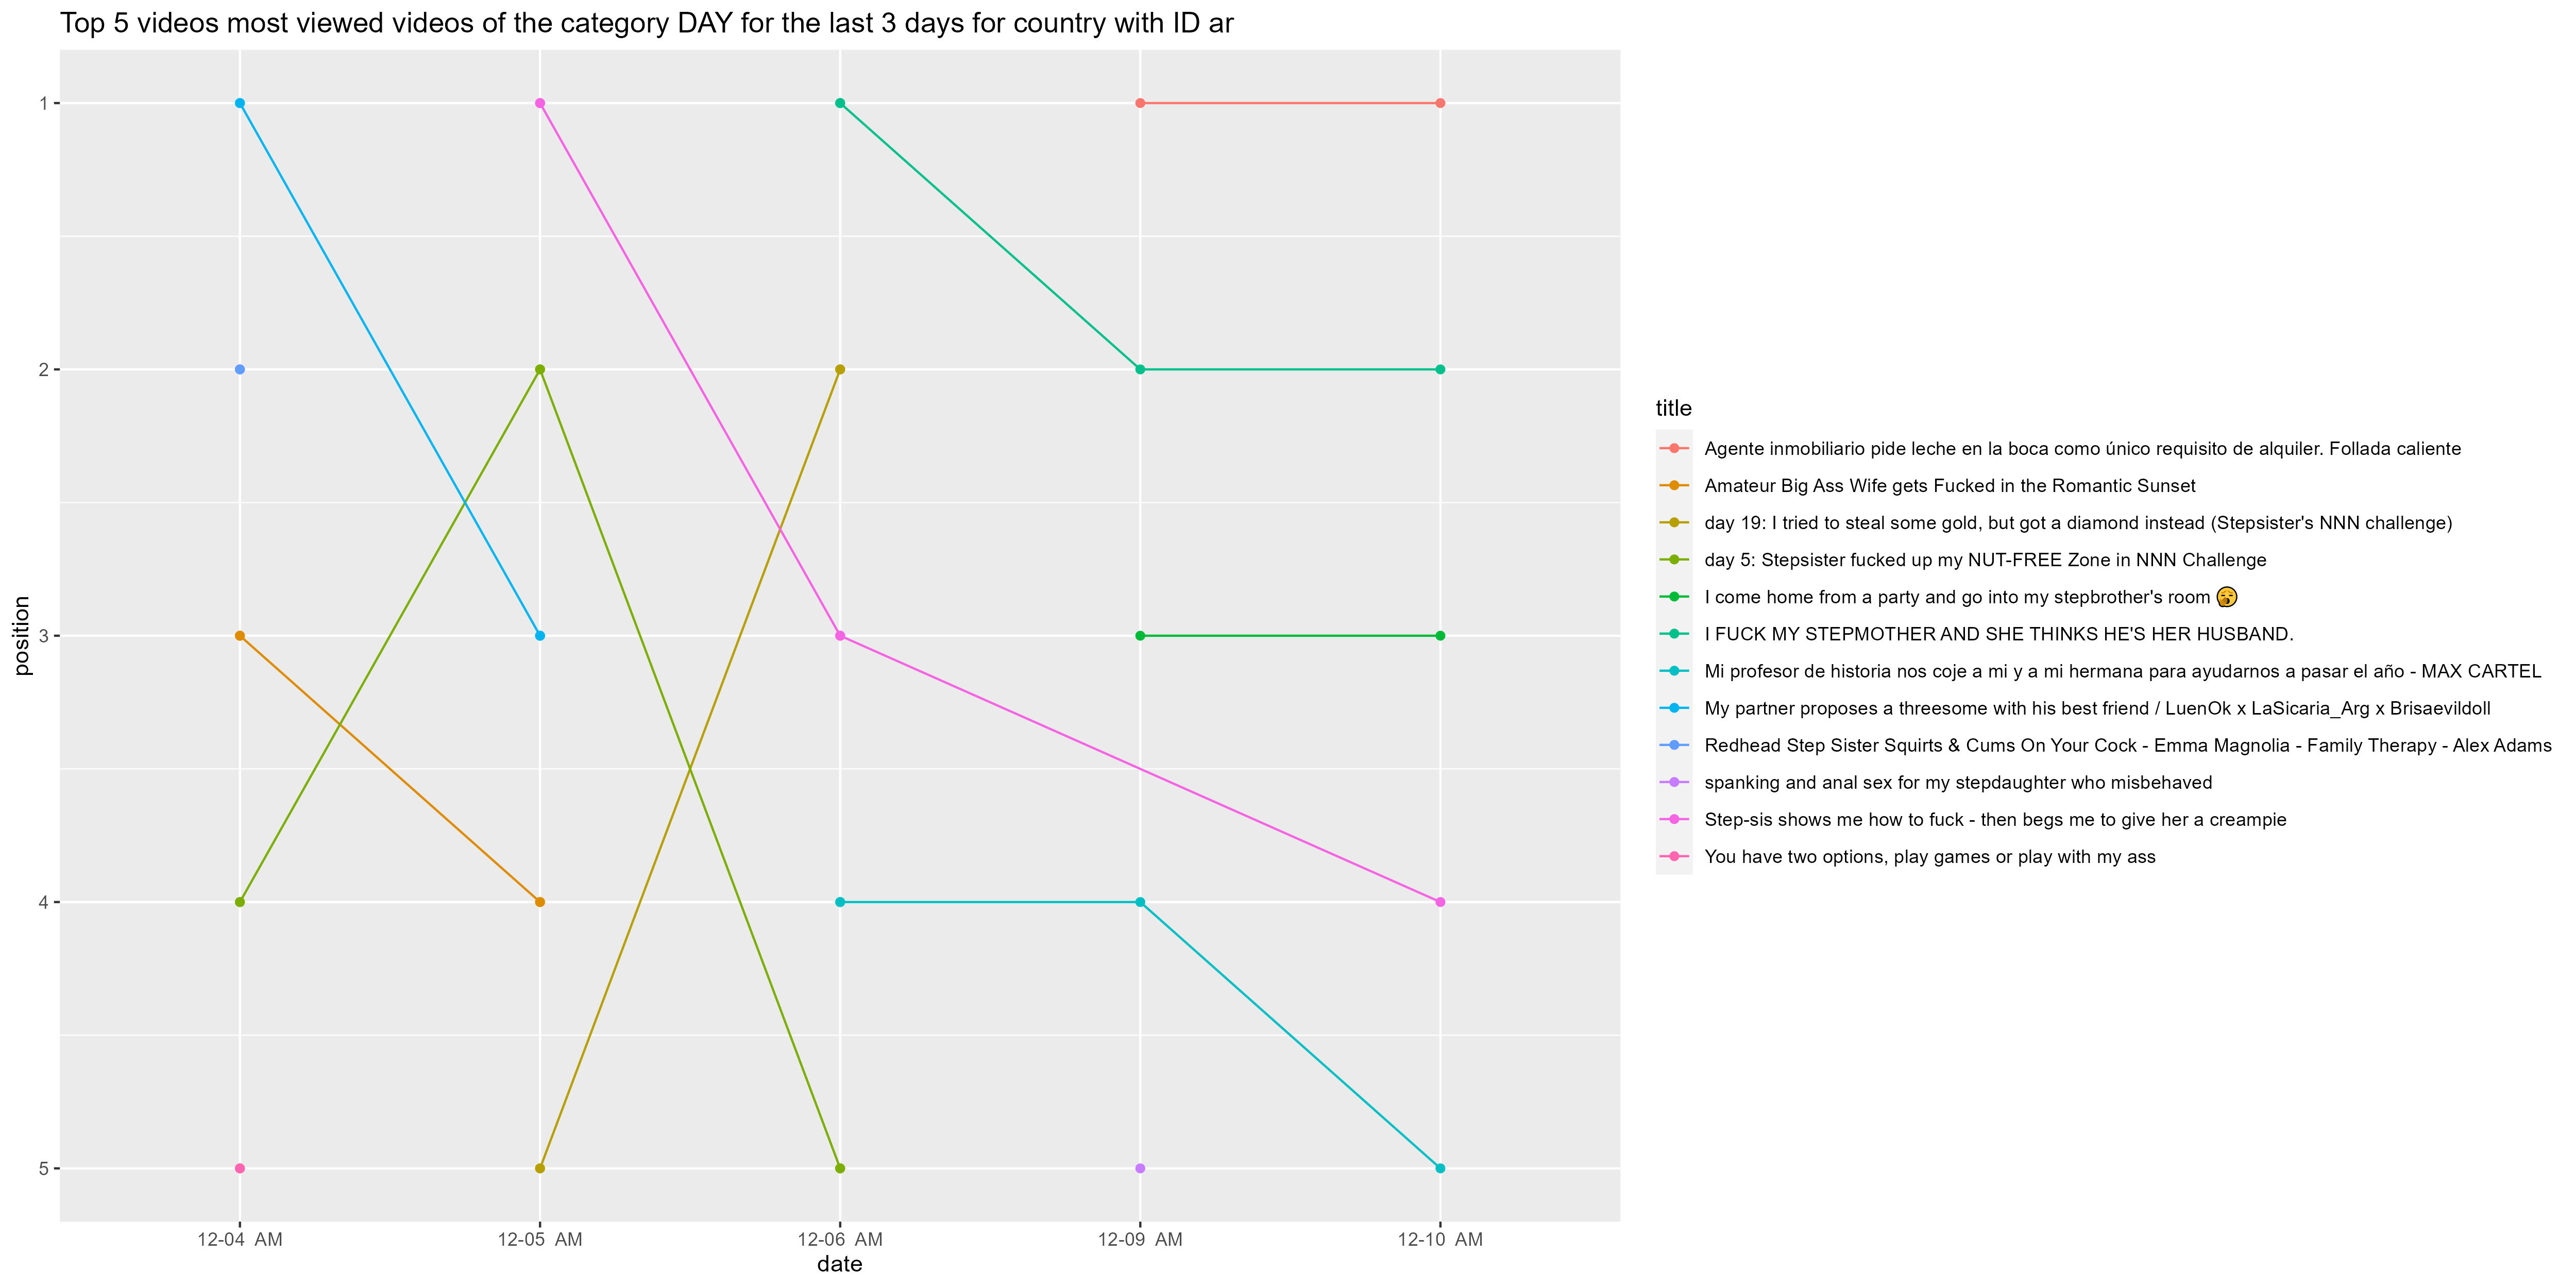 Top 5 videos most viewed videos of the category DAY for the last 3 days for country with ID ar
position
1
2
3
4
5
12-04 AM
12-05 AM
12-06 AM
12-09 AM
12-10 AM
date
title
Agente inmobiliario pide leche en la boca como único requisito de alquiler. Follada caliente
Amateur Big Ass Wife gets Fucked in the Romantic Sunset
day 19: I tried to steal some gold, but got a diamond instead (Stepsister's NNN challenge)
day 5: Stepsister fucked up my NUT-FREE Zone in NNN Challenge
I come home from a party and go into my stepbrother's room 🥱
I FUCK MY STEPMOTHER AND SHE THINKS HE'S HER HUSBAND.
Mi profesor de historia nos coje a mi y a mi hermana para ayudarnos a pasar el año - MAX CARTEL
My partner proposes a threesome with his best friend / LuenOk x LaSicaria_Arg x Brisaevildoll
Redhead Step Sister Squirts & Cums On Your Cock - Emma Magnolia - Family Therapy - Alex Adams
spanking and anal sex for my stepdaughter who misbehaved
Step-sis shows me how to fuck - then begs me to give her a creampie
You have two options, play games or play with my ass